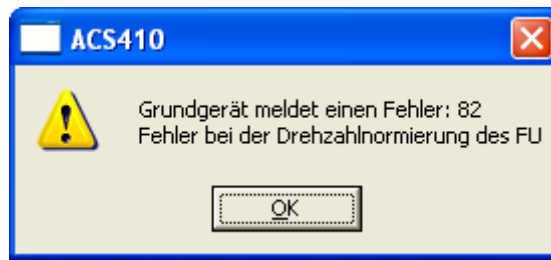 ACS410
Grundgerät meldet einen Fehler: 82
Fehler bei der Drehzahlnormierung des FU
OK